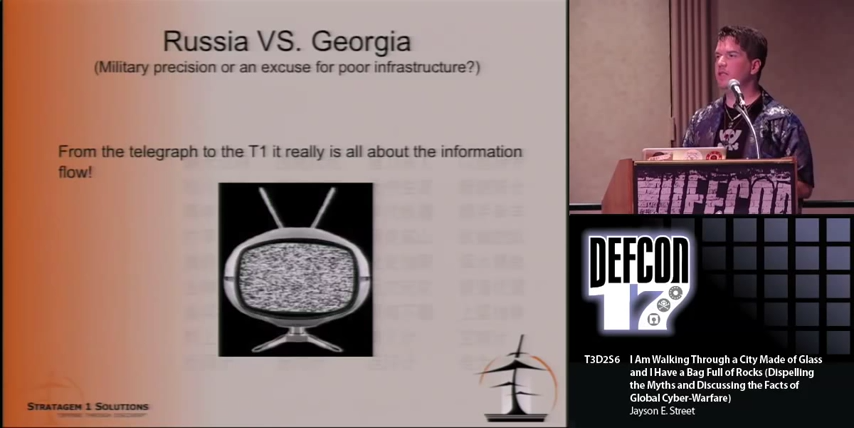 Russia VS. Georgia
(Military precision or an excuse for poor infrastructure?)
From the telegraph to the T1 it really is all about the information
flow!
STRATAGEM 1 SOLUTIONS
DEFCON
DEFCON
17
T3D2S6
I Am Walking Through a City Made of Glass
and I Have a Bag Full of Rocks (Dispelling
the Myths and Discussing the Facts of
Global Cyber-Warfare)
Jayson E. Street